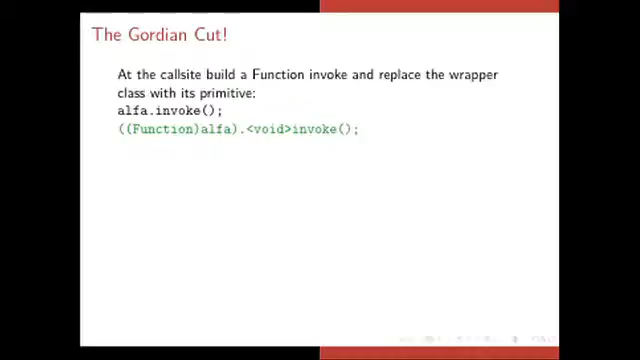 The Gordian Cut!
At the callsite build a Function invoke and replace the wrapper
class with its primitive:
alfa.invoke();
((Function)alfa).<void>invoke();